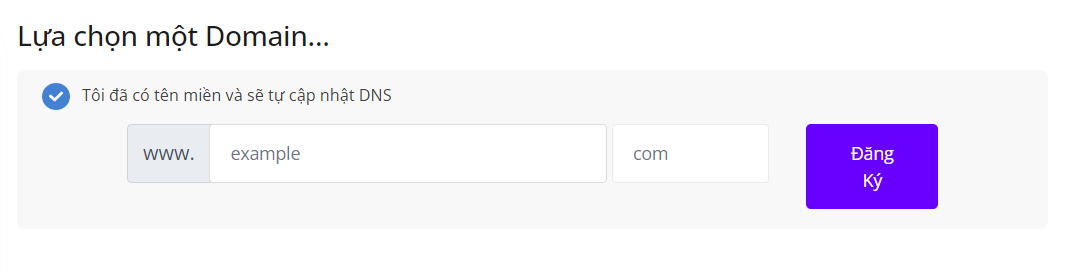 Lựa chọn một Domain...
Tôi đã có tên miền và sẽ tự cập nhật DNS
www. example com
Đăng
Ký